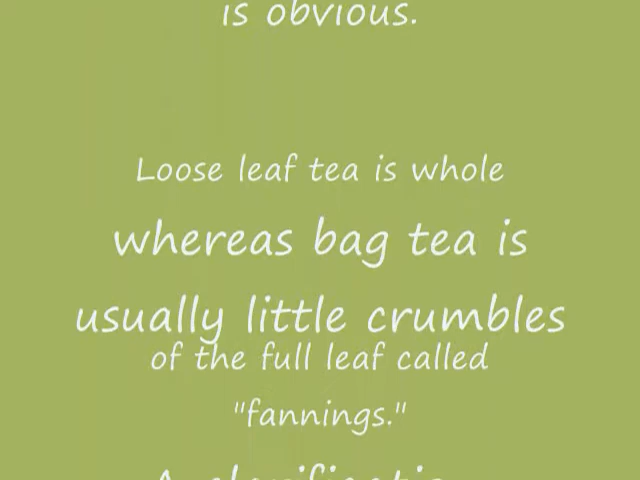 is obvious.
Loose leaf tea is whole
whereas bag tea is
usually little crumbles
of the full leaf called
"fannings."
A